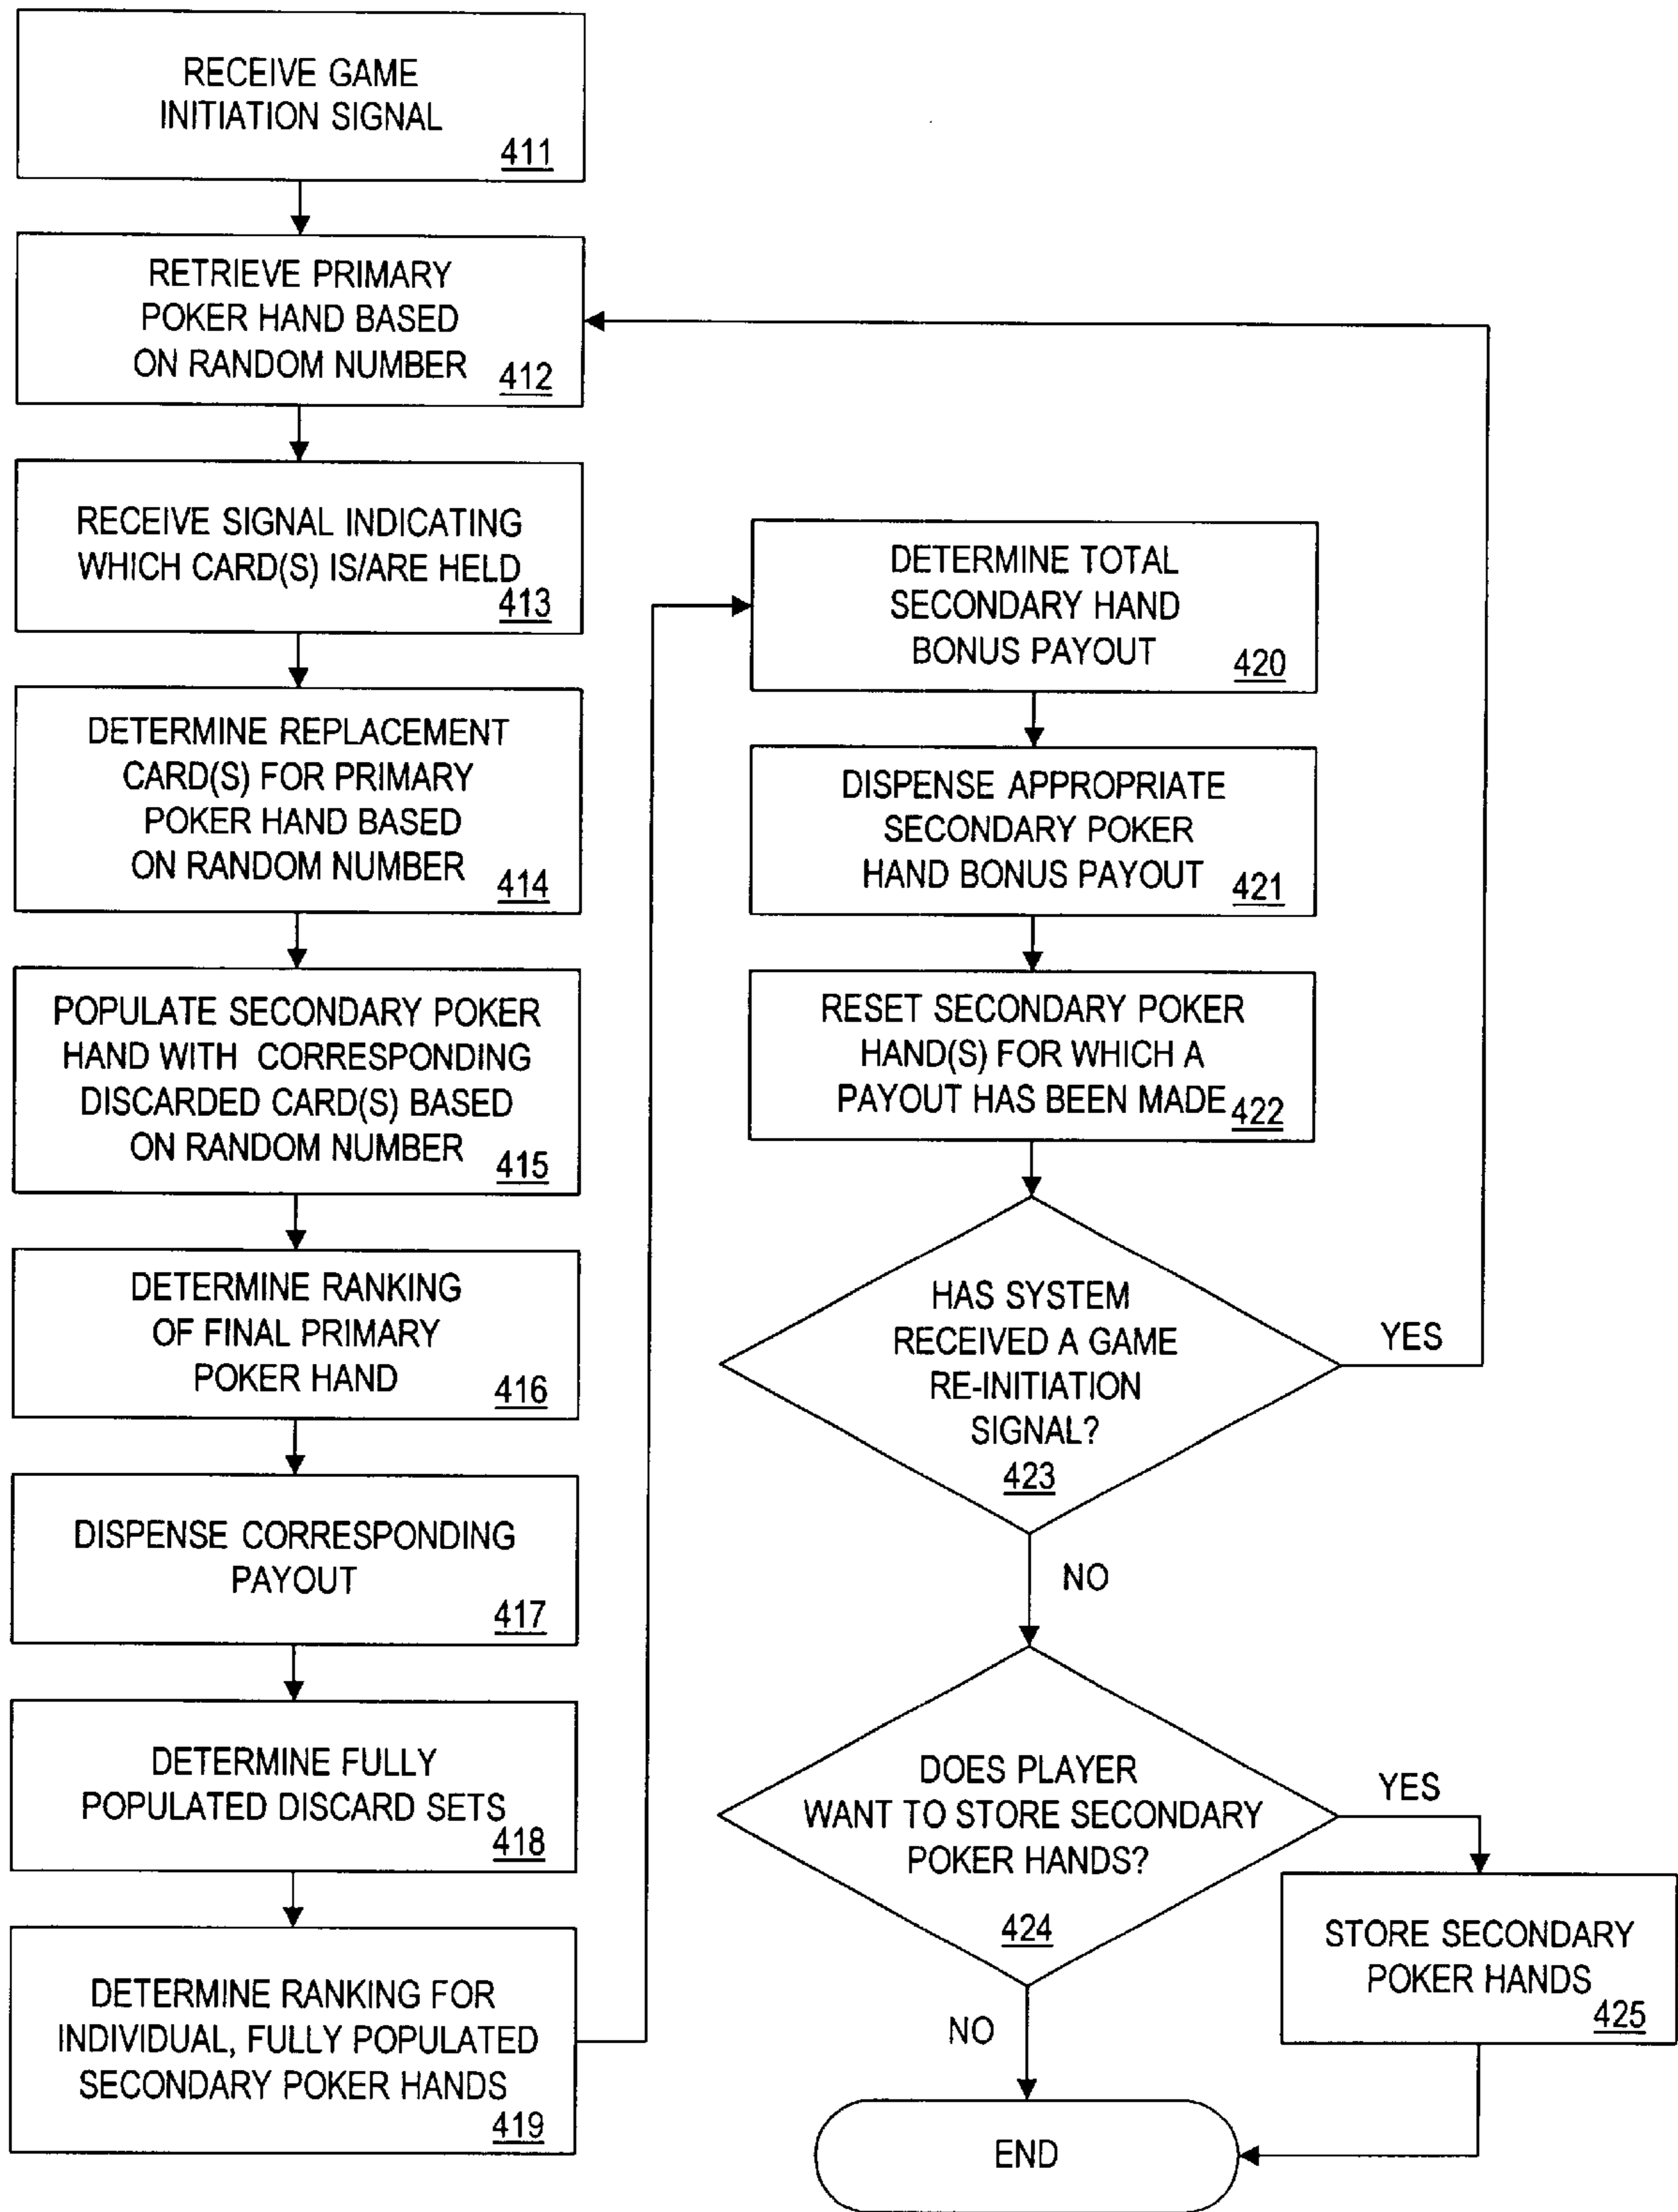 RECEIVE GAME
INITIATION SIGNAL
411
RETRIEVE PRIMARY
POKER HAND BASED
ON RANDOM NUMBER
412
RECEIVE SIGNAL INDICATING
WHICH CARD(S) IS/ARE HELD
413
DETERMINE REPLACEMENT
CARD(S) FOR PRIMARY
POKER HAND BASED
ON RANDOM NUMBER
414
POPULATE SECONDARY POKER
HAND WITH CORRESPONDING
DISCARDED CARD(S) BASED
ON RANDOM NUMBER
415
DETERMINE RANKING
OF FINAL PRIMARY
POKER HAND
416
DISPENSE CORRESPONDING
PAYOUT
417
DETERMINE FULLY
POPULATED DISCARD SETS
418
DETERMINE RANKING FOR
INDIVIDUAL, FULLY POPULATED
SECONDARY POKER HANDS
419
DETERMINE TOTAL
SECONDARY HAND
BONUS PAYOUT
420
DISPENSE APPROPRIATE
SECONDARY POKER
HAND BONUS PAYOUT
421
RESET SECONDARY POKER
HAND(S) FOR WHICH A
PAYOUT HAS BEEN MADE
422
HAS SYSTEM
RECEIVED A GAME
RE-INITIATION
SIGNAL?
423
YES
NO
DOES PLAYER
WANT TO STORE SECONDARY
POKER HANDS?
424
YES
NO
STORE SECONDARY
POKER HANDS
425
END